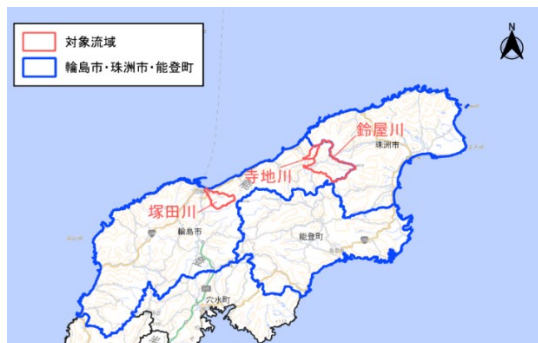 対象流域
輪島市・珠洲市・能登町
N
鈴屋川
珠洲市
寺地川
塚田川
輪島市
能登町
穴水町